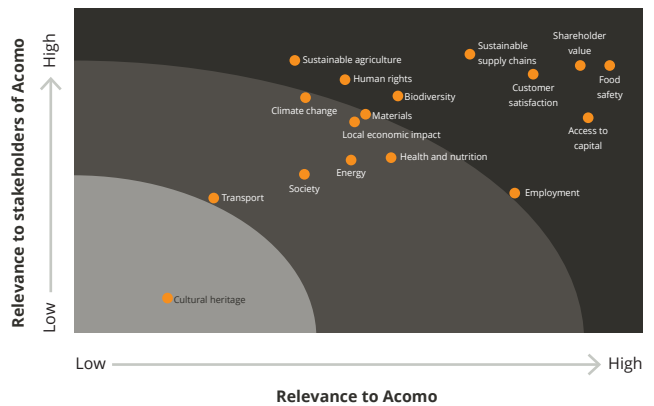 Relevance to stakeholders of Acomo
High
Low
Sustainable agriculture
Human rights
Climate change
Biodiversity
Materials
Local economic impact
Health and nutrition
Energy
Society
Transport
Cultural heritage
Sustainable
supply chains
Shareholder
value
Customer
satisfaction
Food
safety
Access to
capital
Employment
Low
High
Relevance to Acomo